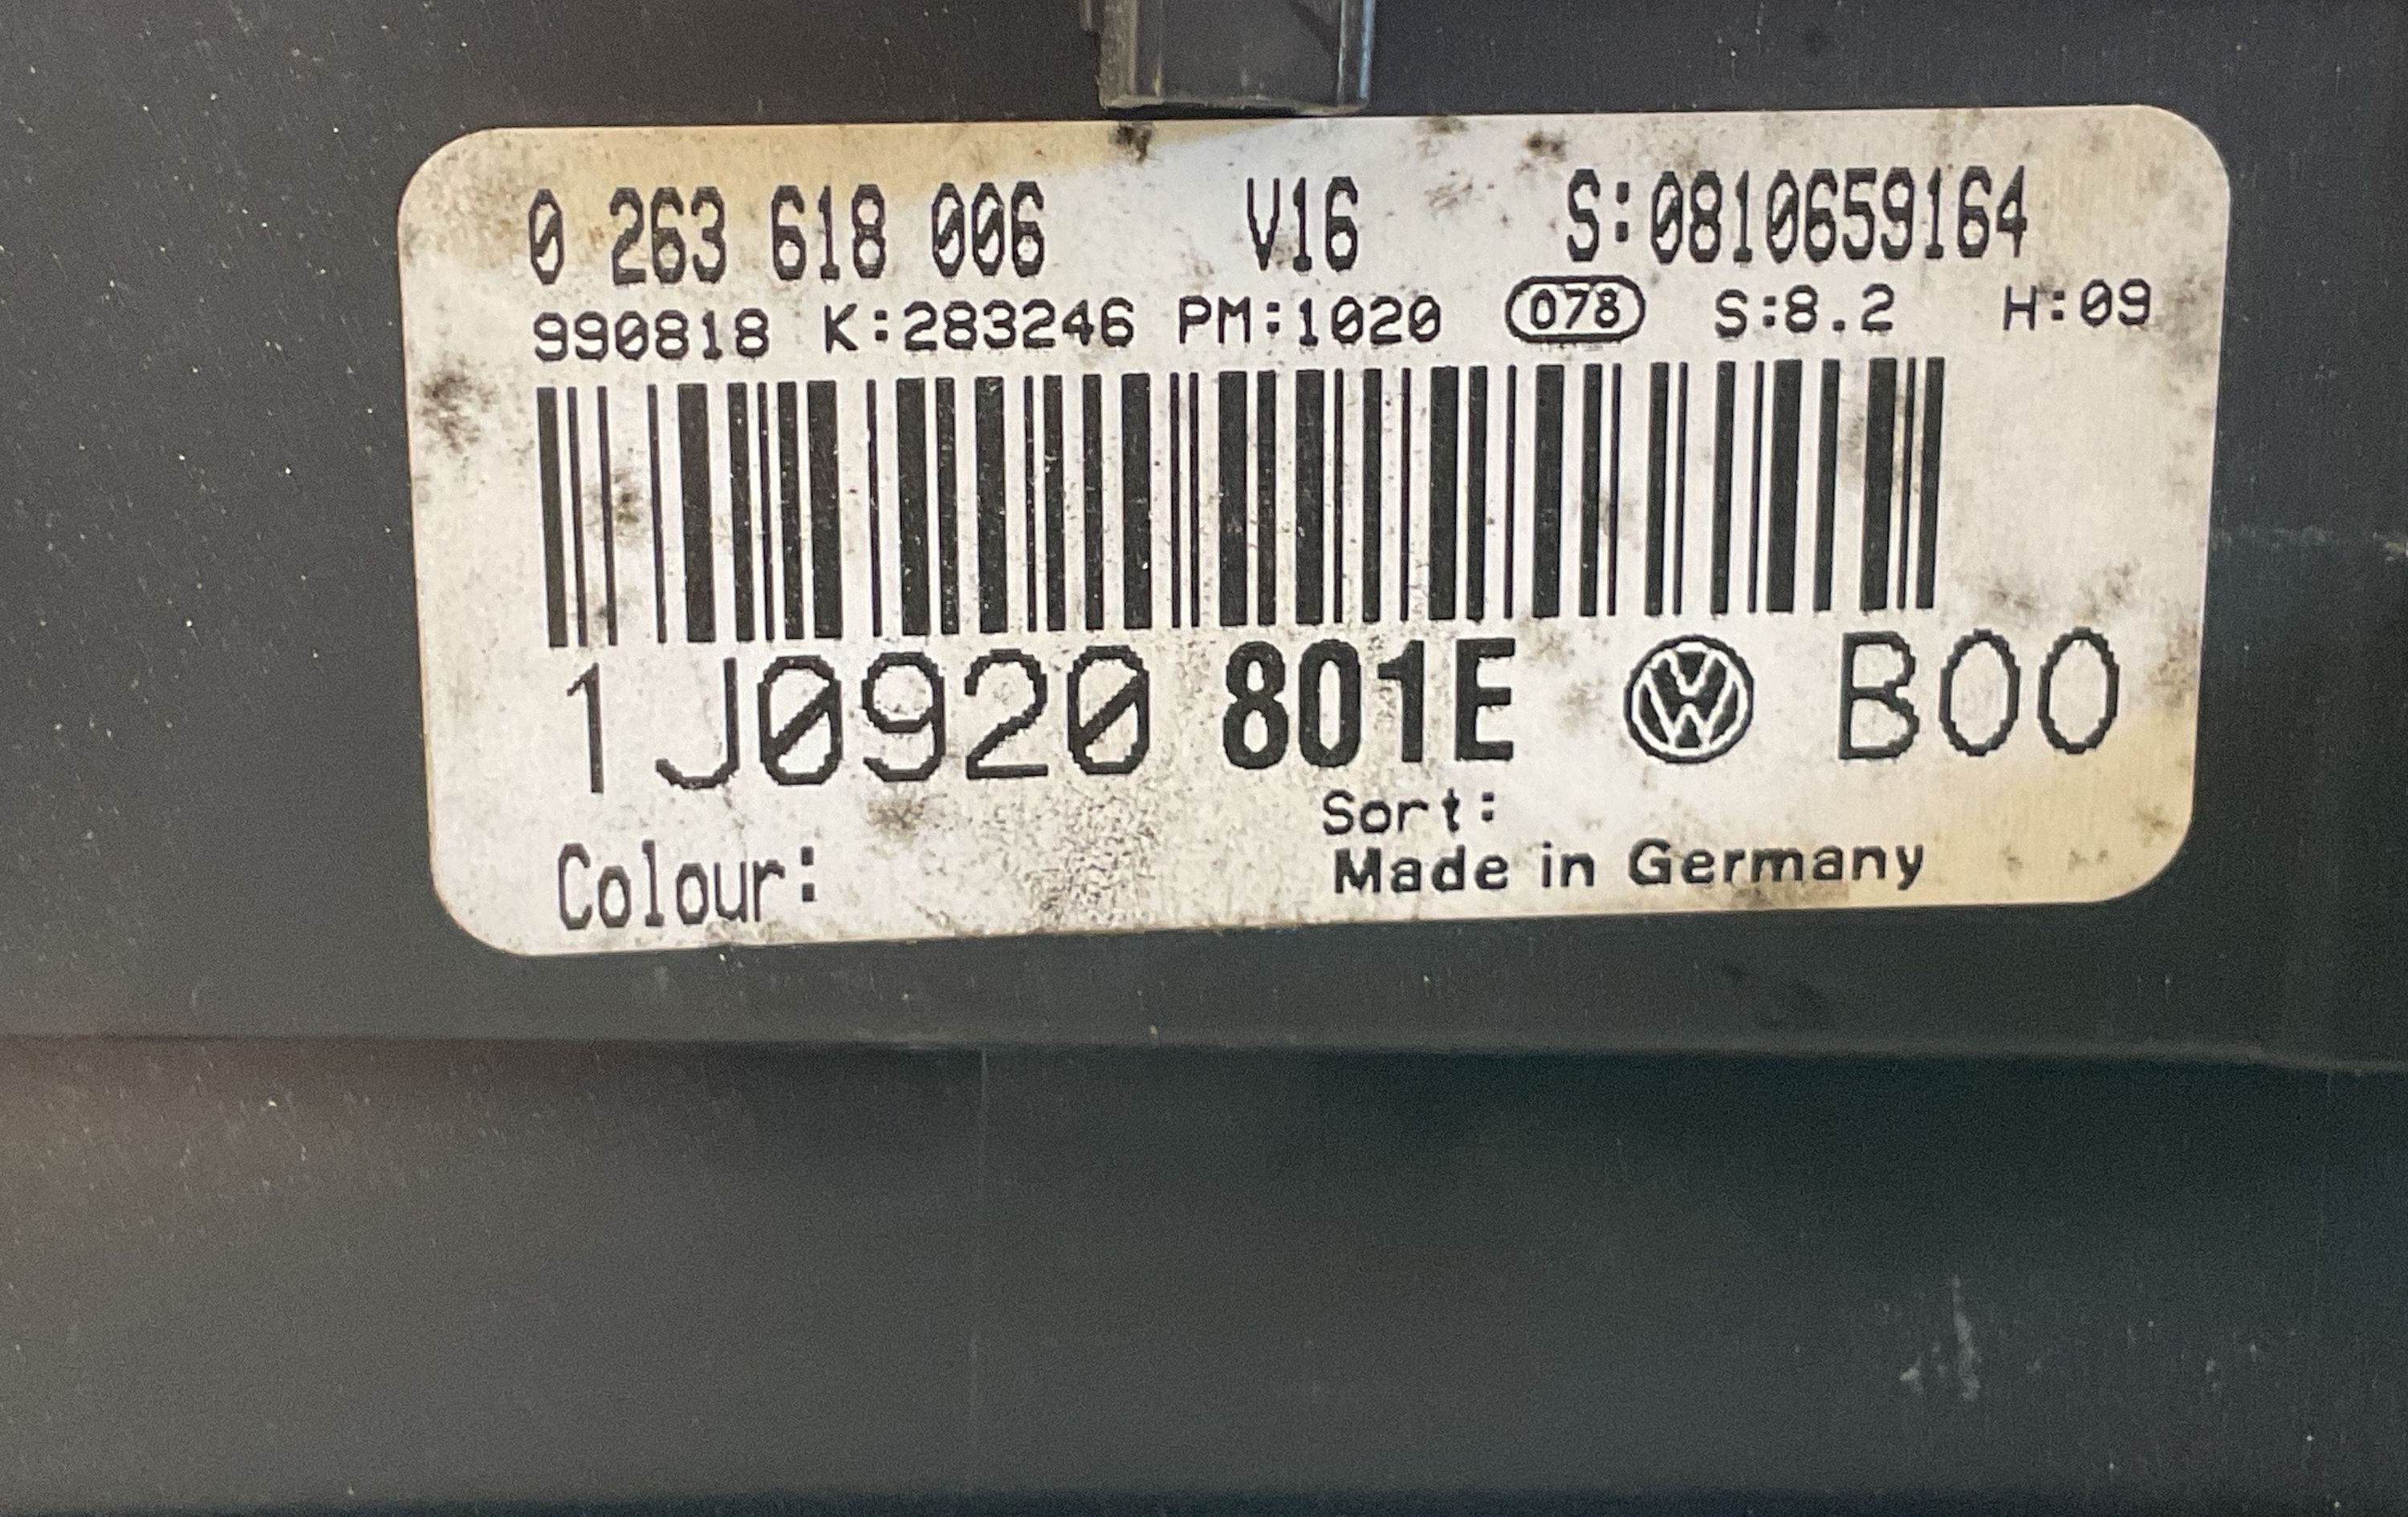 0 263 618 006 V16 S:0810659164
990818 K:283246 PM:1020 078 S:8.2 H:09
1J0920 801E VW B00
Sort:
Colour: Made in Germany